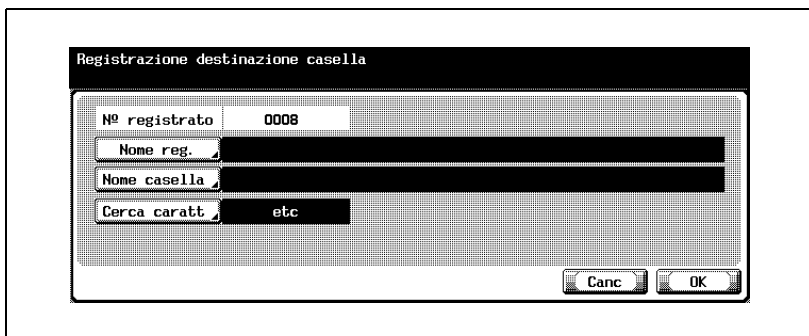 Registrazione destinazione casella
Nº registrato 0008
Nome reg.
Nome casella
Cerca caratt etc
Canc OK